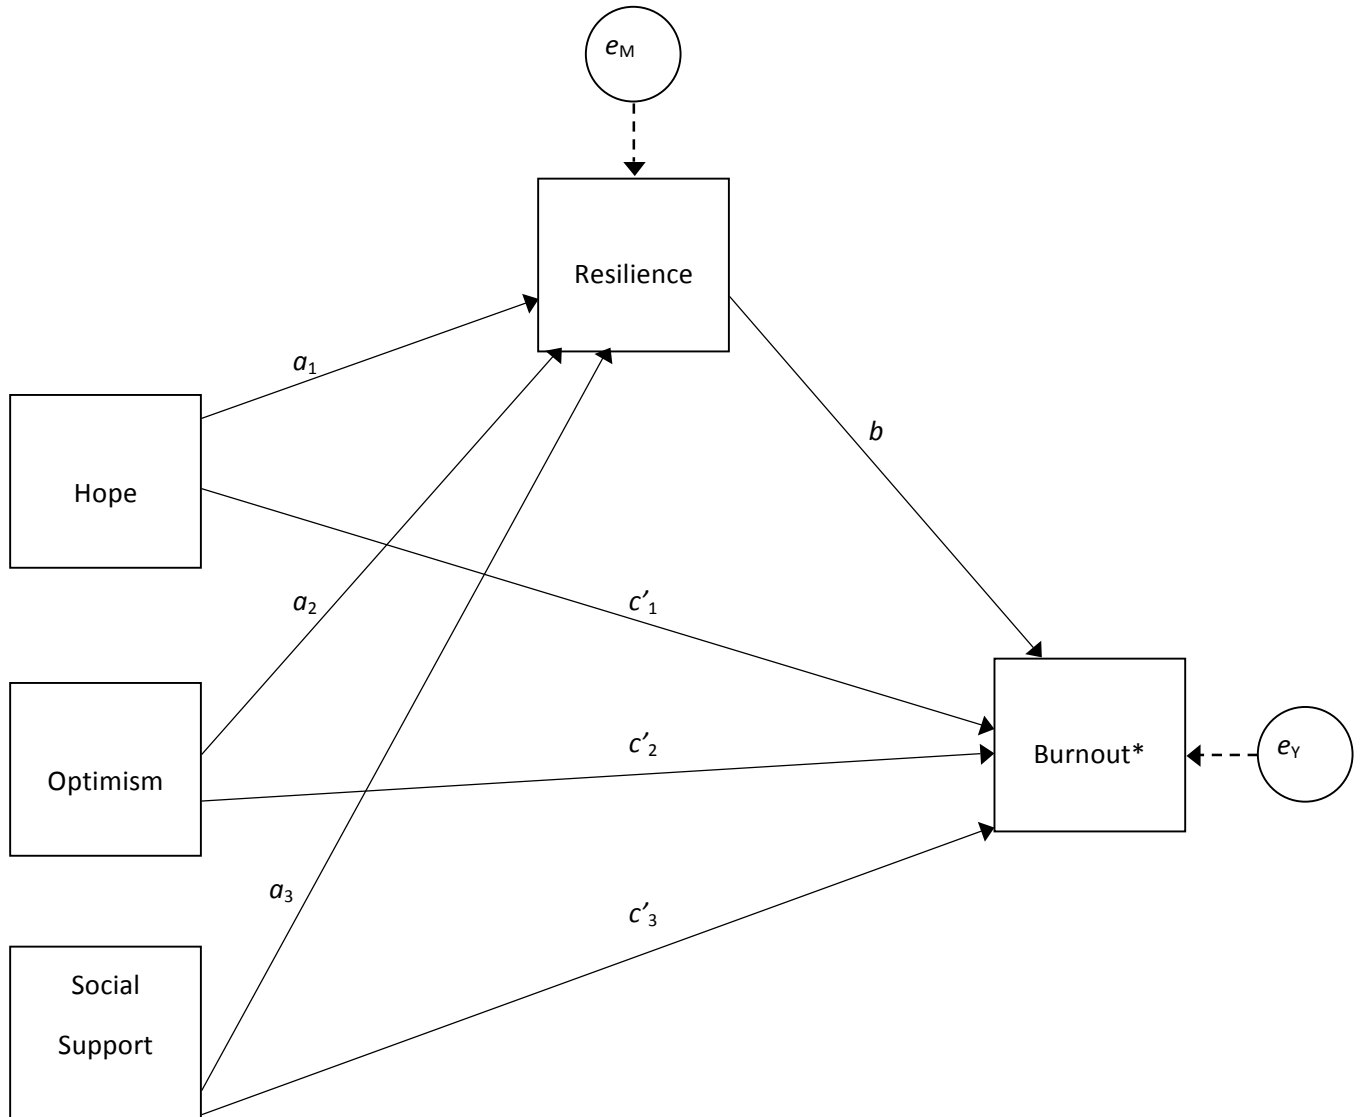 eM
Resilience
a1
b
Hope
a2
c’1
Optimism
c’2
Burnout*
eY
a3
c’3
Social
Support